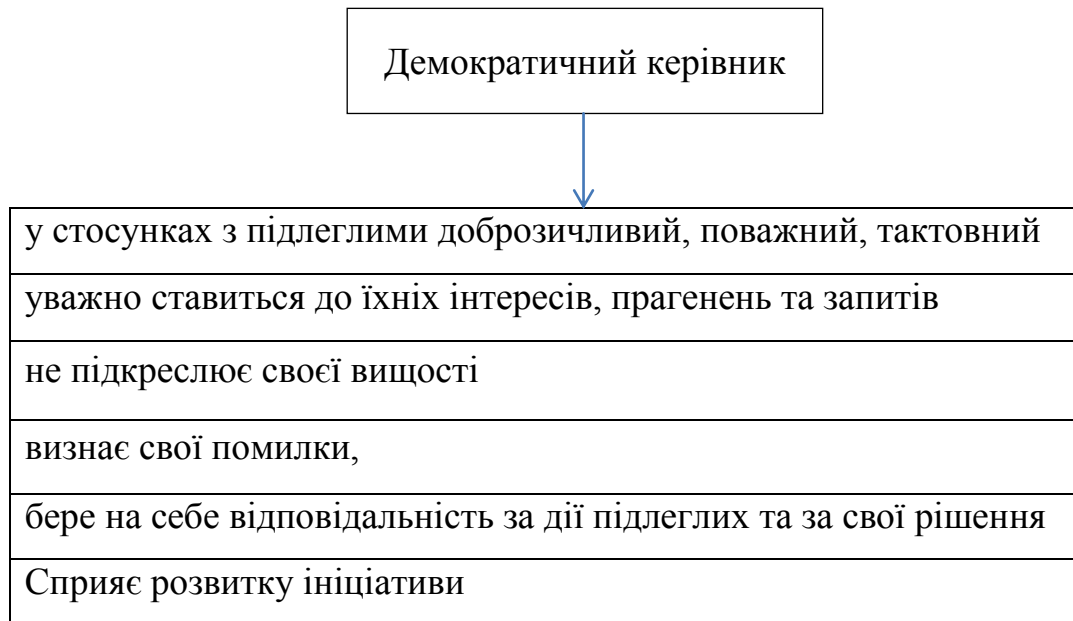 Демократичний керівник
у стосунках з підлеглими доброзичливий, поважний, тактовний
уважно ставиться до їхніх інтересів, прагенень та запитів
не підкреслює своєї вищості
визнає свої помилки,
бере на себе відповідальність за дії підлеглих та за свої рішення
Сприяє розвитку ініціативи